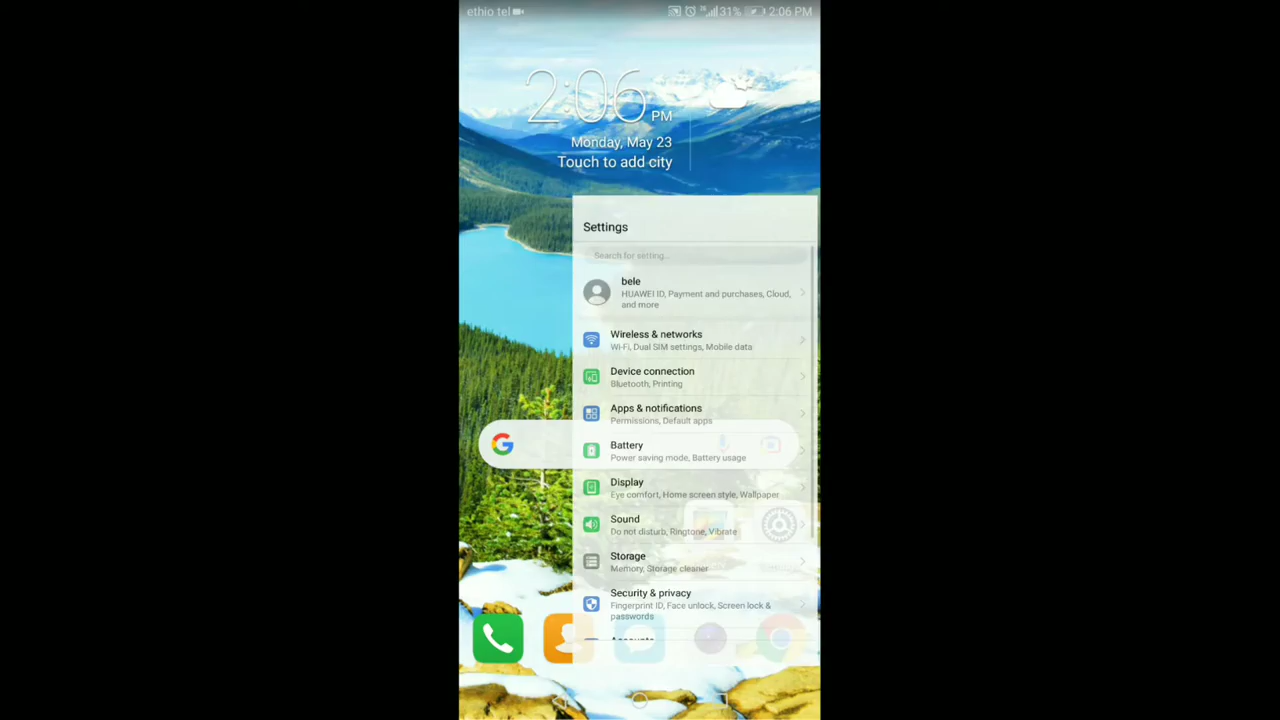 ethio tel
31% 2:06 PM
2:06 PM
Monday, May 23
Touch to add city
Settings
Search for setting..
bele
HUAWEI ID, Payment and purchases, Cloud,
and more
Wireless & networks
Wi-Fi, Dual SIM settings, Mobile data
Device connection
Bluetooth, Printing
Apps & notifications
Permissions, Default apps
Battery
Power saving mode, Battery usage
Display
Eye comfort, Home screen style, Wallpaper
Sound
Do not disturb, Ringtone, Vibrate
Storage
Memory, Storage cleaner
Security & privacy
Fingerprint ID, Face unlock, Screen lock &
passwords